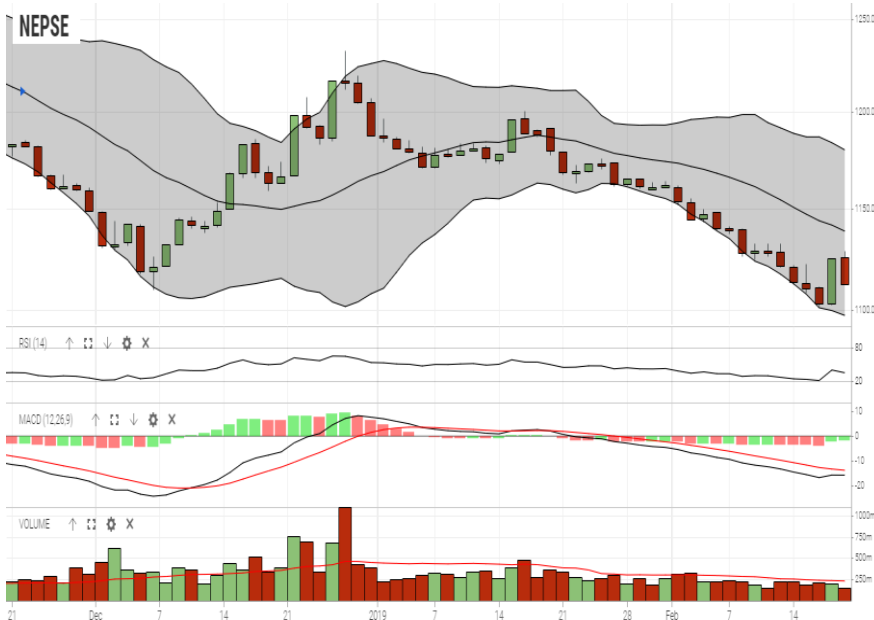 NEPSE
1250.0
1200.0
1150.0
1100.0
RSI (14)
80
20
MACD (12,26,9)
10
0
-10
-20
VOLUME
1000m
750m
500m
250m
21 Dec 7 14 21 2019 7 14 21 28 Feb 7 14